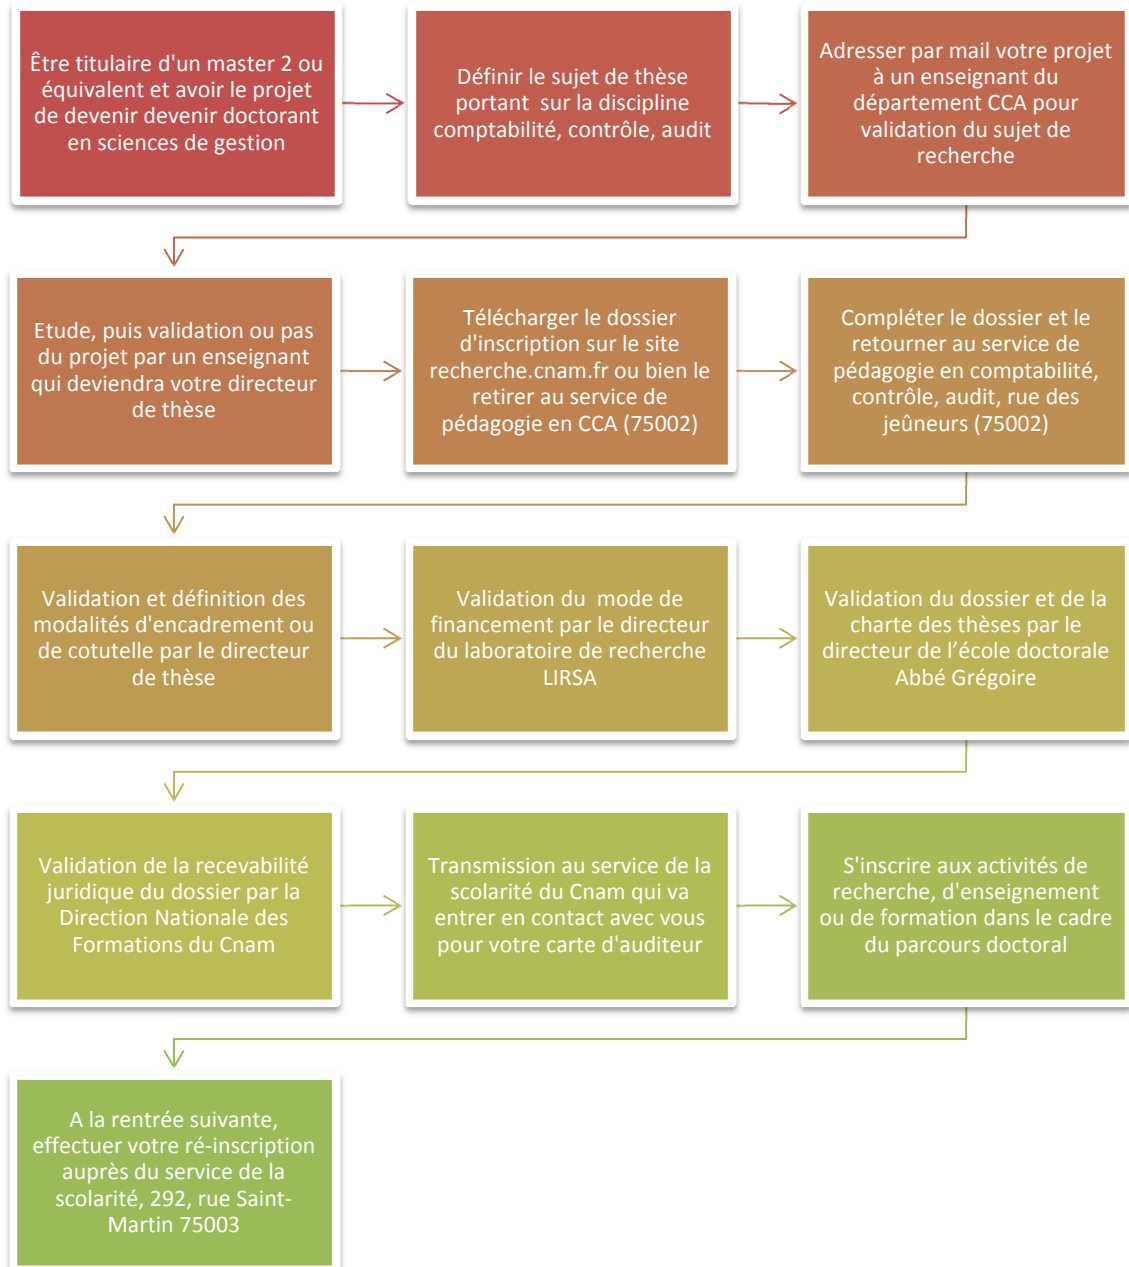 Être titulaire d'un master 2 ou
équivalent et avoir le projet
de devenir devenir doctorant
en sciences de gestion
Définir le sujet de thèse
portant sur la discipline
comptabilité, contrôle, audit
Adresser par mail votre projet
à un enseignant du
département CCA pour
validation du sujet de
recherche
Etude, puis validation ou pas
du projet par un enseignant
qui deviendra votre directeur
de thèse
Télécharger le dossier
d'inscription sur le site
recherche.cnam.fr ou bien le
retirer au service de
pédagogie en CCA (75002)
Compléter le dossier et le
retourner au service de
pédagogie en comptabilité,
contrôle, audit, rue des
jeûneurs (75002)
Validation et définition des
modalités d'encadrement ou
de cotutelle par le directeur
de thèse
Validation du mode de
financement par le directeur
du laboratoire de recherche
LIRSA
Validation du dossier et de la
charte des thèses par le
directeur de l’école doctorale
Abbé Grégoire
Validation de la recevabilité
juridique du dossier par la
Direction Nationale des
Formations du Cnam
Transmission au service de la
scolarité du Cnam qui va
entrer en contact avec vous
pour votre carte d'auditeur
S'inscrire aux activités de
recherche, d'enseignement
ou de formation dans le cadre
du parcours doctoral
A la rentrée suivante,
effectuer votre ré-inscription
auprès du service de la
scolarité, 292, rue Saint-
Martin 75003